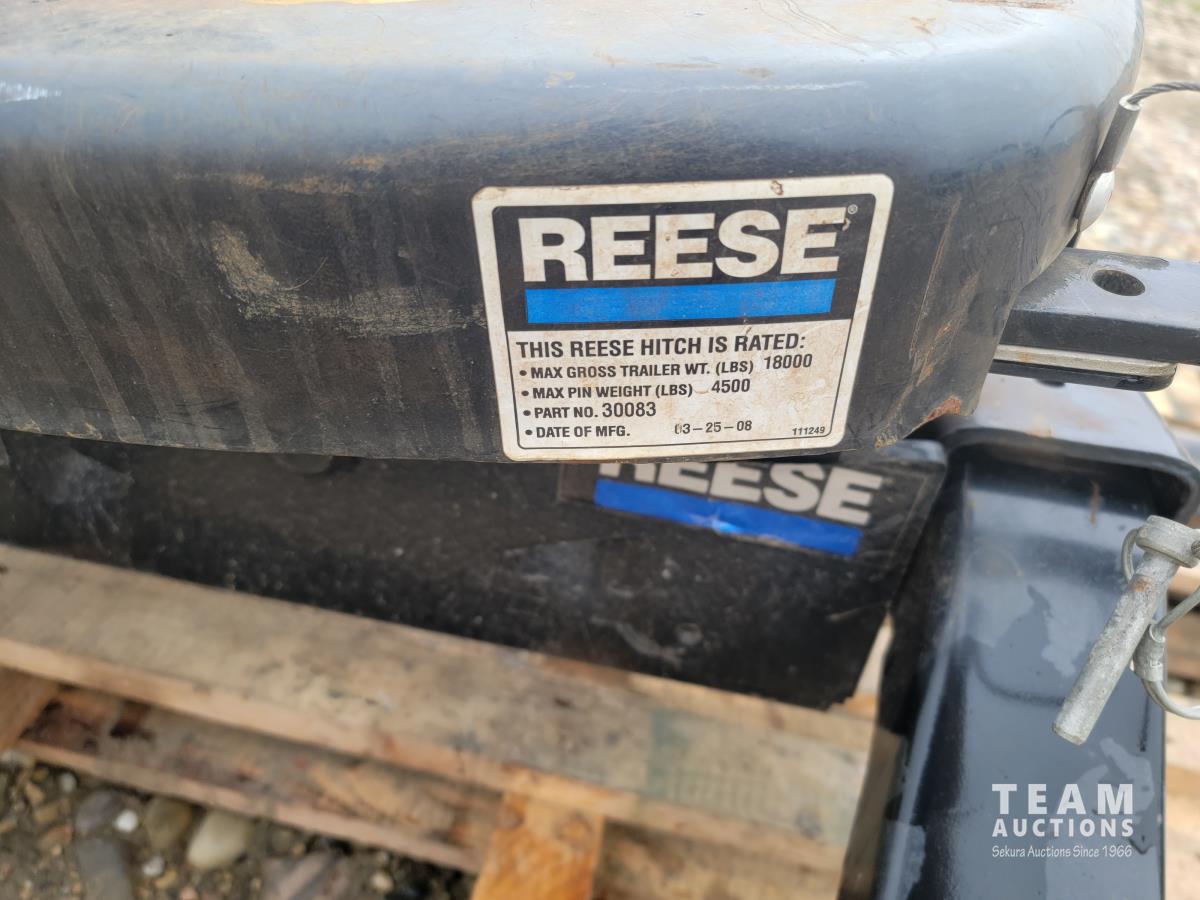 REESE®
THIS REESE HITCH IS RATED:
• MAX GROSS TRAILER WT. (LBS) 18000
• MAX PIN WEIGHT (LBS) 4500
• PART NO. 30083
• DATE OF MFG. 03-25-08 111249
REESE
TEAM
AUCTIONS
Sekura Auctions Since 1966